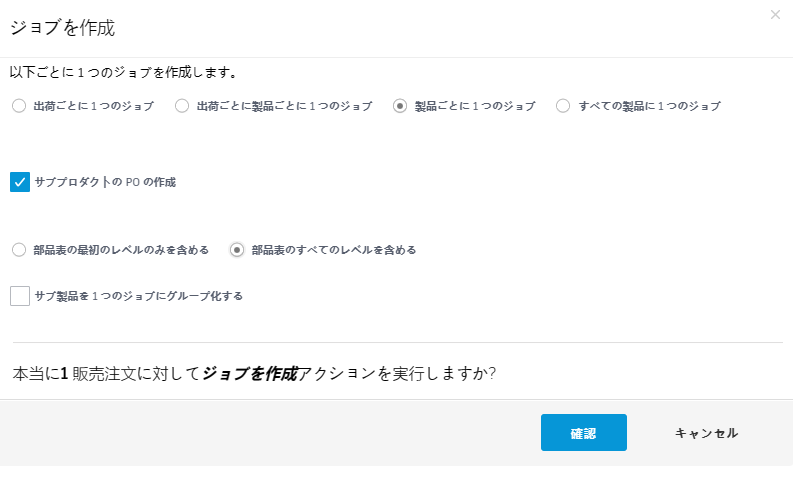 ジョブを作成
以下ごとに 1 つのジョブを作成します。
出荷ごとに 1 つのジョブ 出荷ごとに製品ごとに 1 つのジョブ 製品ごとに 1 つのジョブ すべての製品に 1 つのジョブ
サブプロダクトの PO の作成
部品表の最初のレベルのみを含める 部品表のすべてのレベルを含める
サブ製品を 1 つのジョブにグループ化する
本当に1 販売注文に対してジョブを作成アクションを実行しますか?
確認 キャンセル